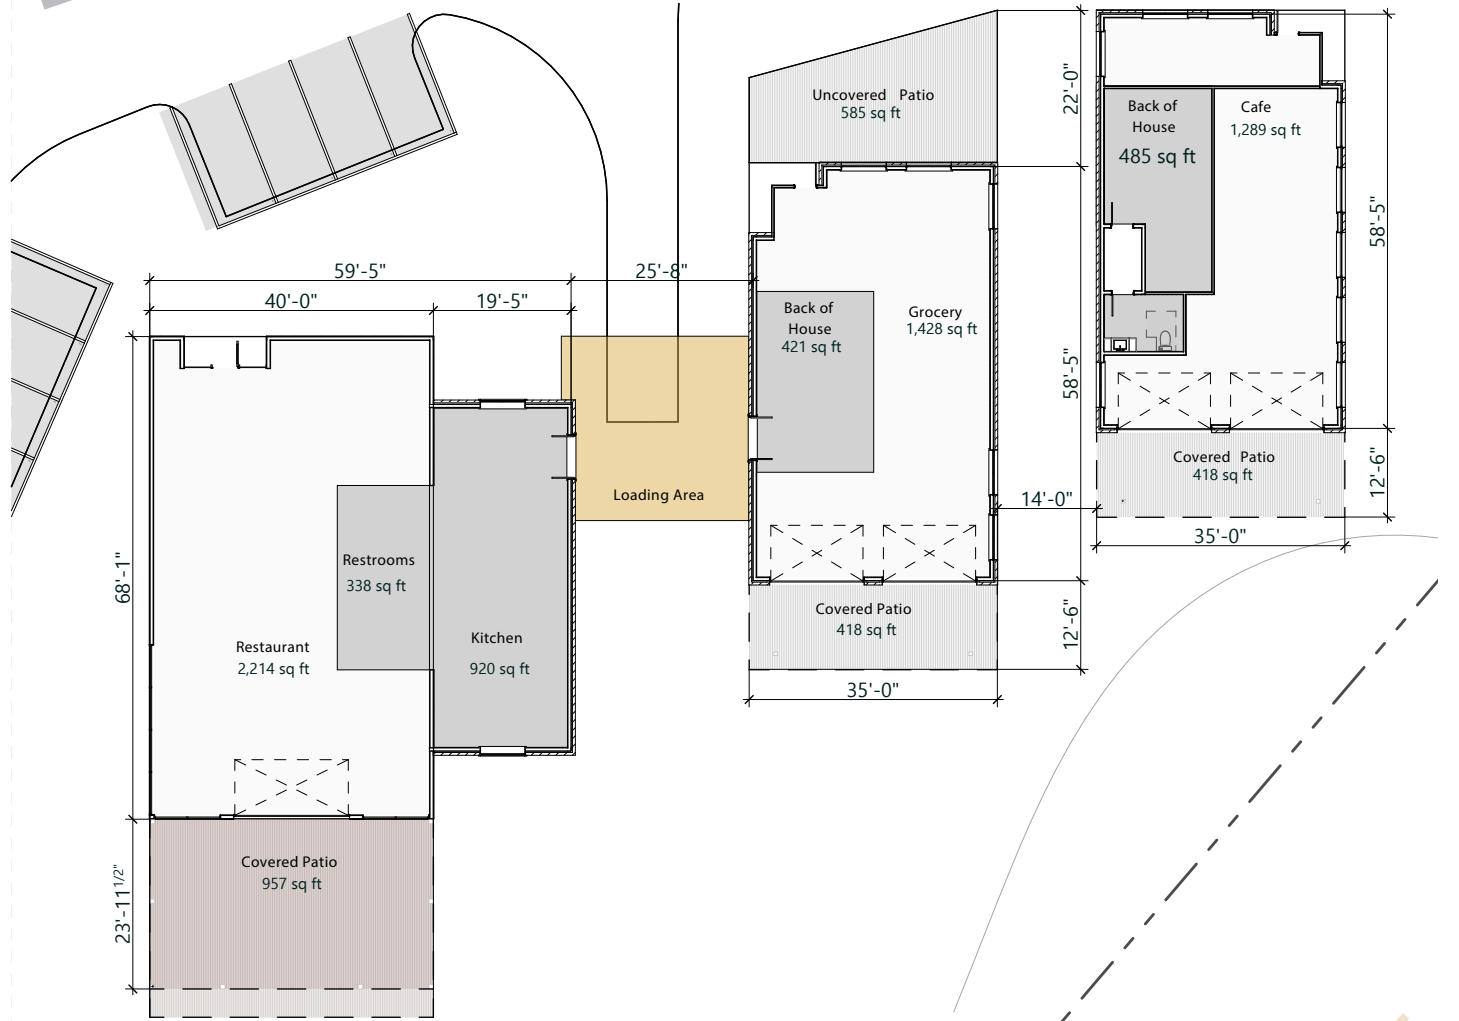 22'-0"
Uncovered Patio
585 sq ft
Back of
House
485 sq ft
Cafe
1,289 sq ft
58'-5"
59'-5"
25'-8"
40'-0"
19'-5"
Back of
House
421 sq ft
Grocery
1,428 sq ft
58'-5"
Covered Patio
418 sq ft
12'-6"
Loading Area
14'-0"
35'-0"
68'-1"
Restrooms
338 sq ft
Restaurant
2,214 sq ft
Kitchen
920 sq ft
Covered Patio
418 sq ft
12'-6"
35'-0"
Covered Patio
957 sq ft
23'-11 1/2"